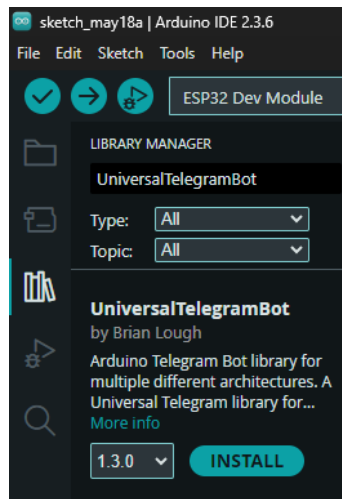 sketch_may18a | Arduino IDE 2.3.6
File Edit Sketch Tools Help
ESP32 Dev Module
LIBRARY MANAGER
UniversalTelegramBot
Type: All
Topic: All
UniversalTelegramBot
by Brian Lough
Arduino Telegram Bot library for
multiple different architectures. A
Universal Telegram library for...
More info
1.3.0 INSTALL